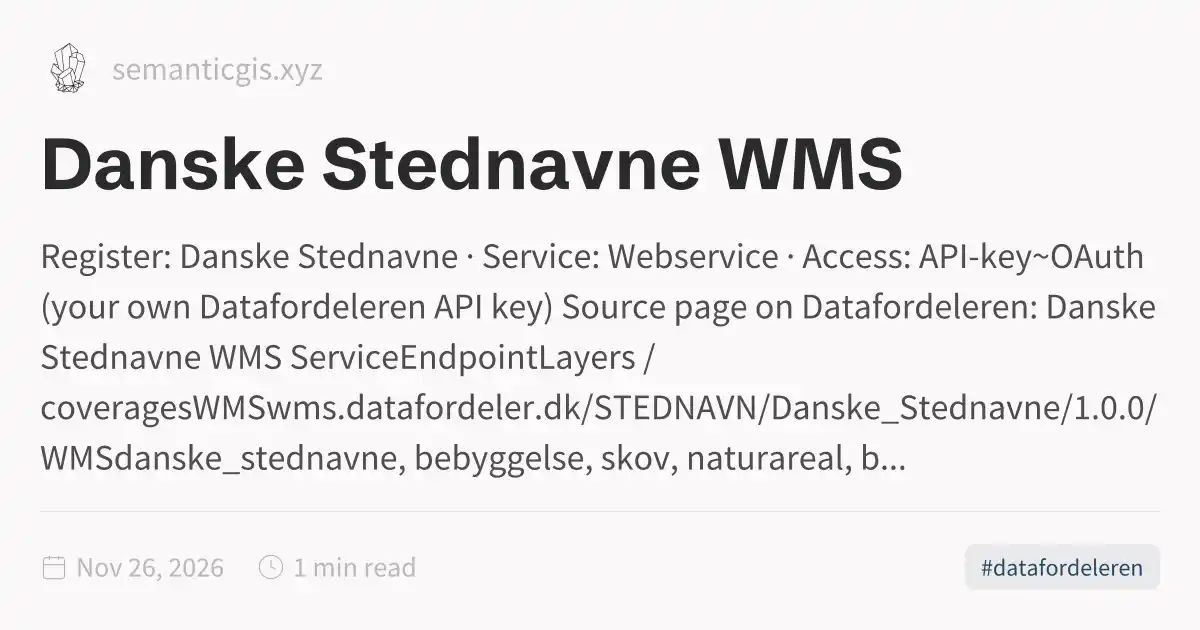 semanticgis.xyz
Danske Stednavne WMS
Register: Danske Stednavne · Service: Webservice · Access: API-key~OAuth
(your own Datafordeleren API key) Source page on Datafordeleren: Danske
Stednavne WMS ServiceEndpointLayers /
coveragesWMSwms.datafordeler.dk/STEDNAVN/Danske_Stednavne/1.0.0/
WMSdanske_stednavne, bebyggelse, skov, naturareal, b...
Nov 26, 2026 1 min read #datafordeleren